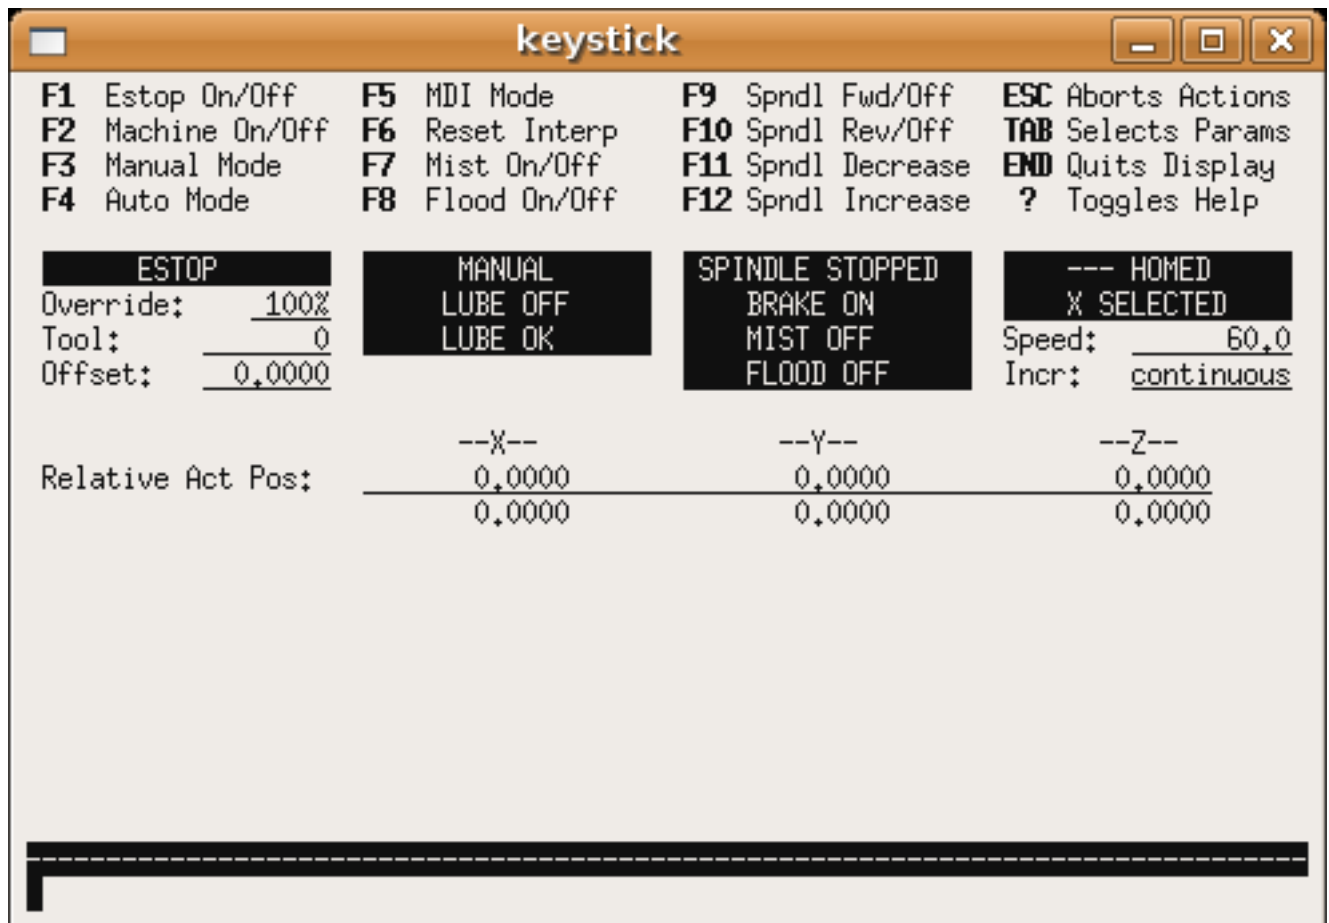 keystick
F1 Estop On/Off F5 MDI Mode F9 Spndl Fwd/Off ESC Aborts Actions
F2 Machine On/Off F6 Reset Interp F10 Spndl Rev/Off TAB Selects Params
F3 Manual Mode F7 Mist On/Off F11 Spndl Decrease END Quits Display
F4 Auto Mode F8 Flood On/Off F12 Spndl Increase ? Toggles Help
ESTOP MANUAL SPINDLE STOPPED --- HOMED
Override: 100% LUBE OFF BRAKE ON X SELECTED
Tool: 0 LUBE OK MIST OFF Speed: 60.0
Offset: 0.0000 FLOOD OFF Incr: continuous
--X-- --Y-- --Z--
Relative Act Pos: 0.0000 0.0000 0.0000
0.0000 0.0000 0.0000
--------------------------------------------------------------------------------